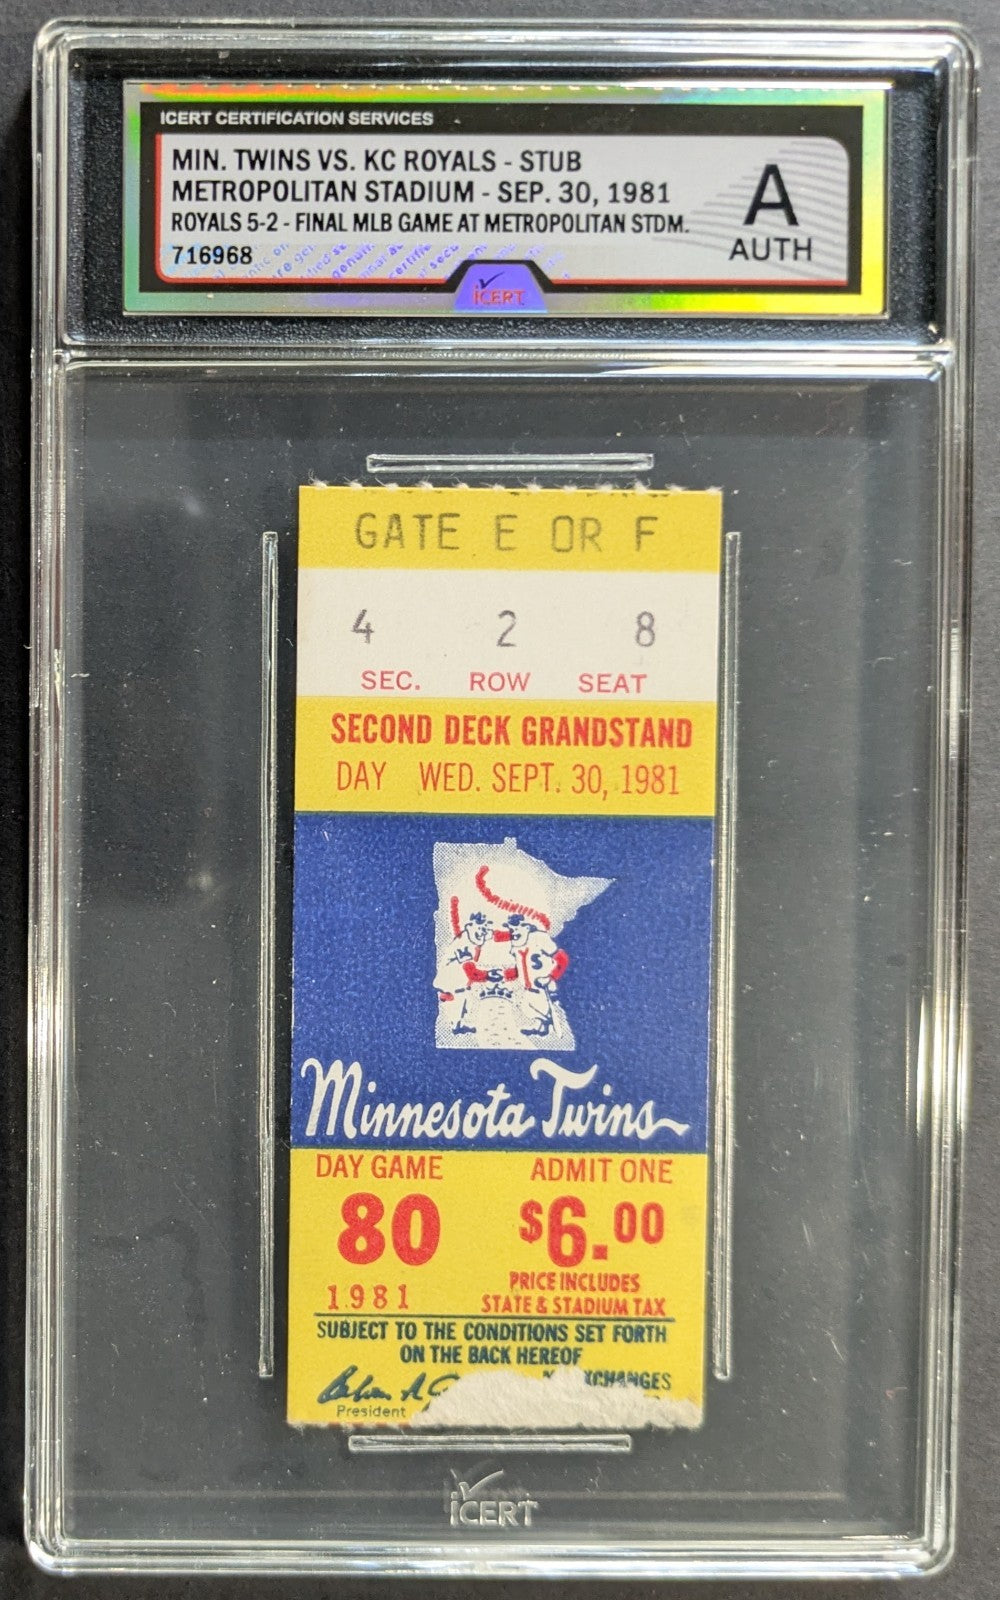 ICERT CERTIFICATION SERVICES
MIN. TWINS VS. KC ROYALS - STUB
METROPOLITAN STADIUM - SEP. 30, 1981
ROYALS 5-2 - FINAL MLB GAME AT METROPOLITAN STDM.
716968
A
AUTH
iCERT
GATE E OR F
4 2 8
SEC. ROW SEAT
SECOND DECK GRANDSTAND
DAY WED. SEPT. 30, 1981
Minnesota Twins
DAY GAME ADMIT ONE
80 $6.00
1981
PRICE INCLUDES
STATE & STADIUM TAX
SUBJECT TO THE CONDITIONS SET FORTH
ON THE BACK HEREOF
President
iCERT